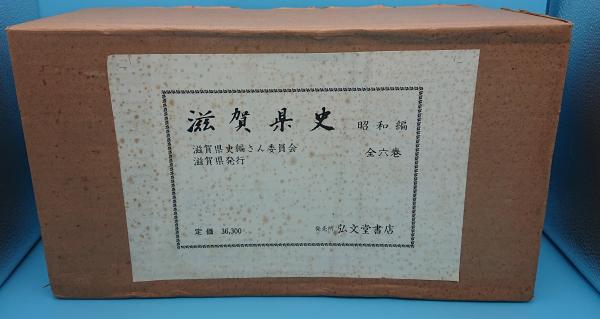 滋賀県史 昭和編
滋賀県史編さん委員会 全六巻
滋賀県発行
定価 36,300 発売所 弘文堂書店